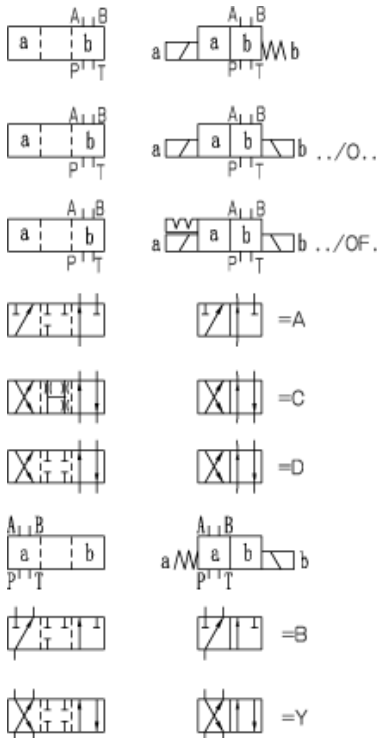 A B A B
a b a a b b
P T P T
A B A B
a b a a b b ../O..
P T P T
A B A B
a b a a b b ../OF.
P T P T
=A
=C
=D
A B A B
a b a a b b
P T P T
=B
=Y